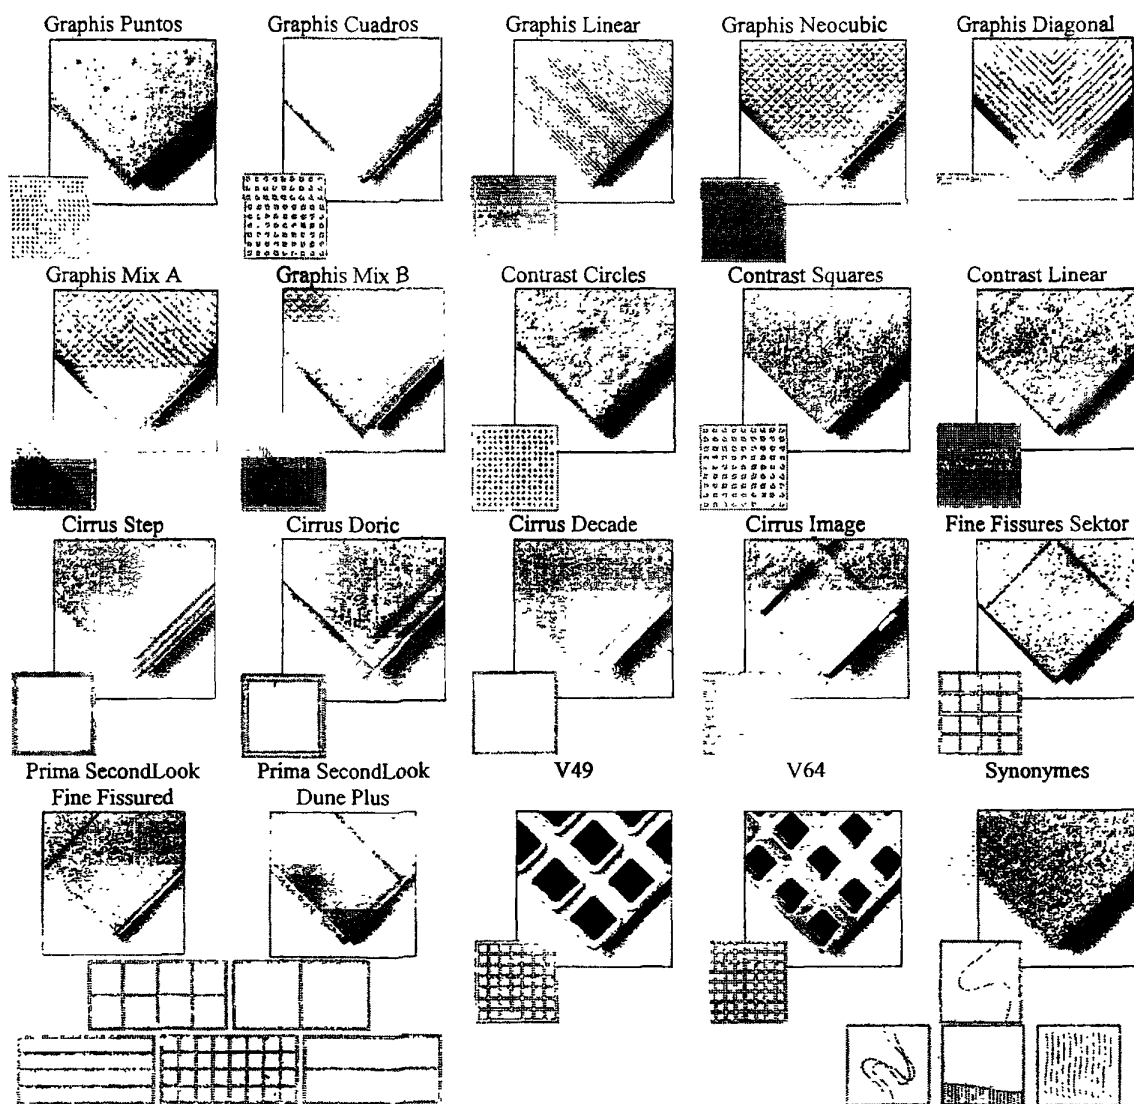 Graphis Puntos
Graphis Cuadros
Graphis Linear
Graphis Neocubic
Graphis Diagonal
Graphis Mix A
Graphis Mix B
Contrast Circles
Contrast Squares
Contrast Linear
Cirrus Step
Cirrus Doric
Cirrus Decade
Cirrus Image
Fine Fissures Sektor
Prima SecondLook
Fine Fissured
Prima SecondLook
Dune Plus
V49
V64
Synonymes